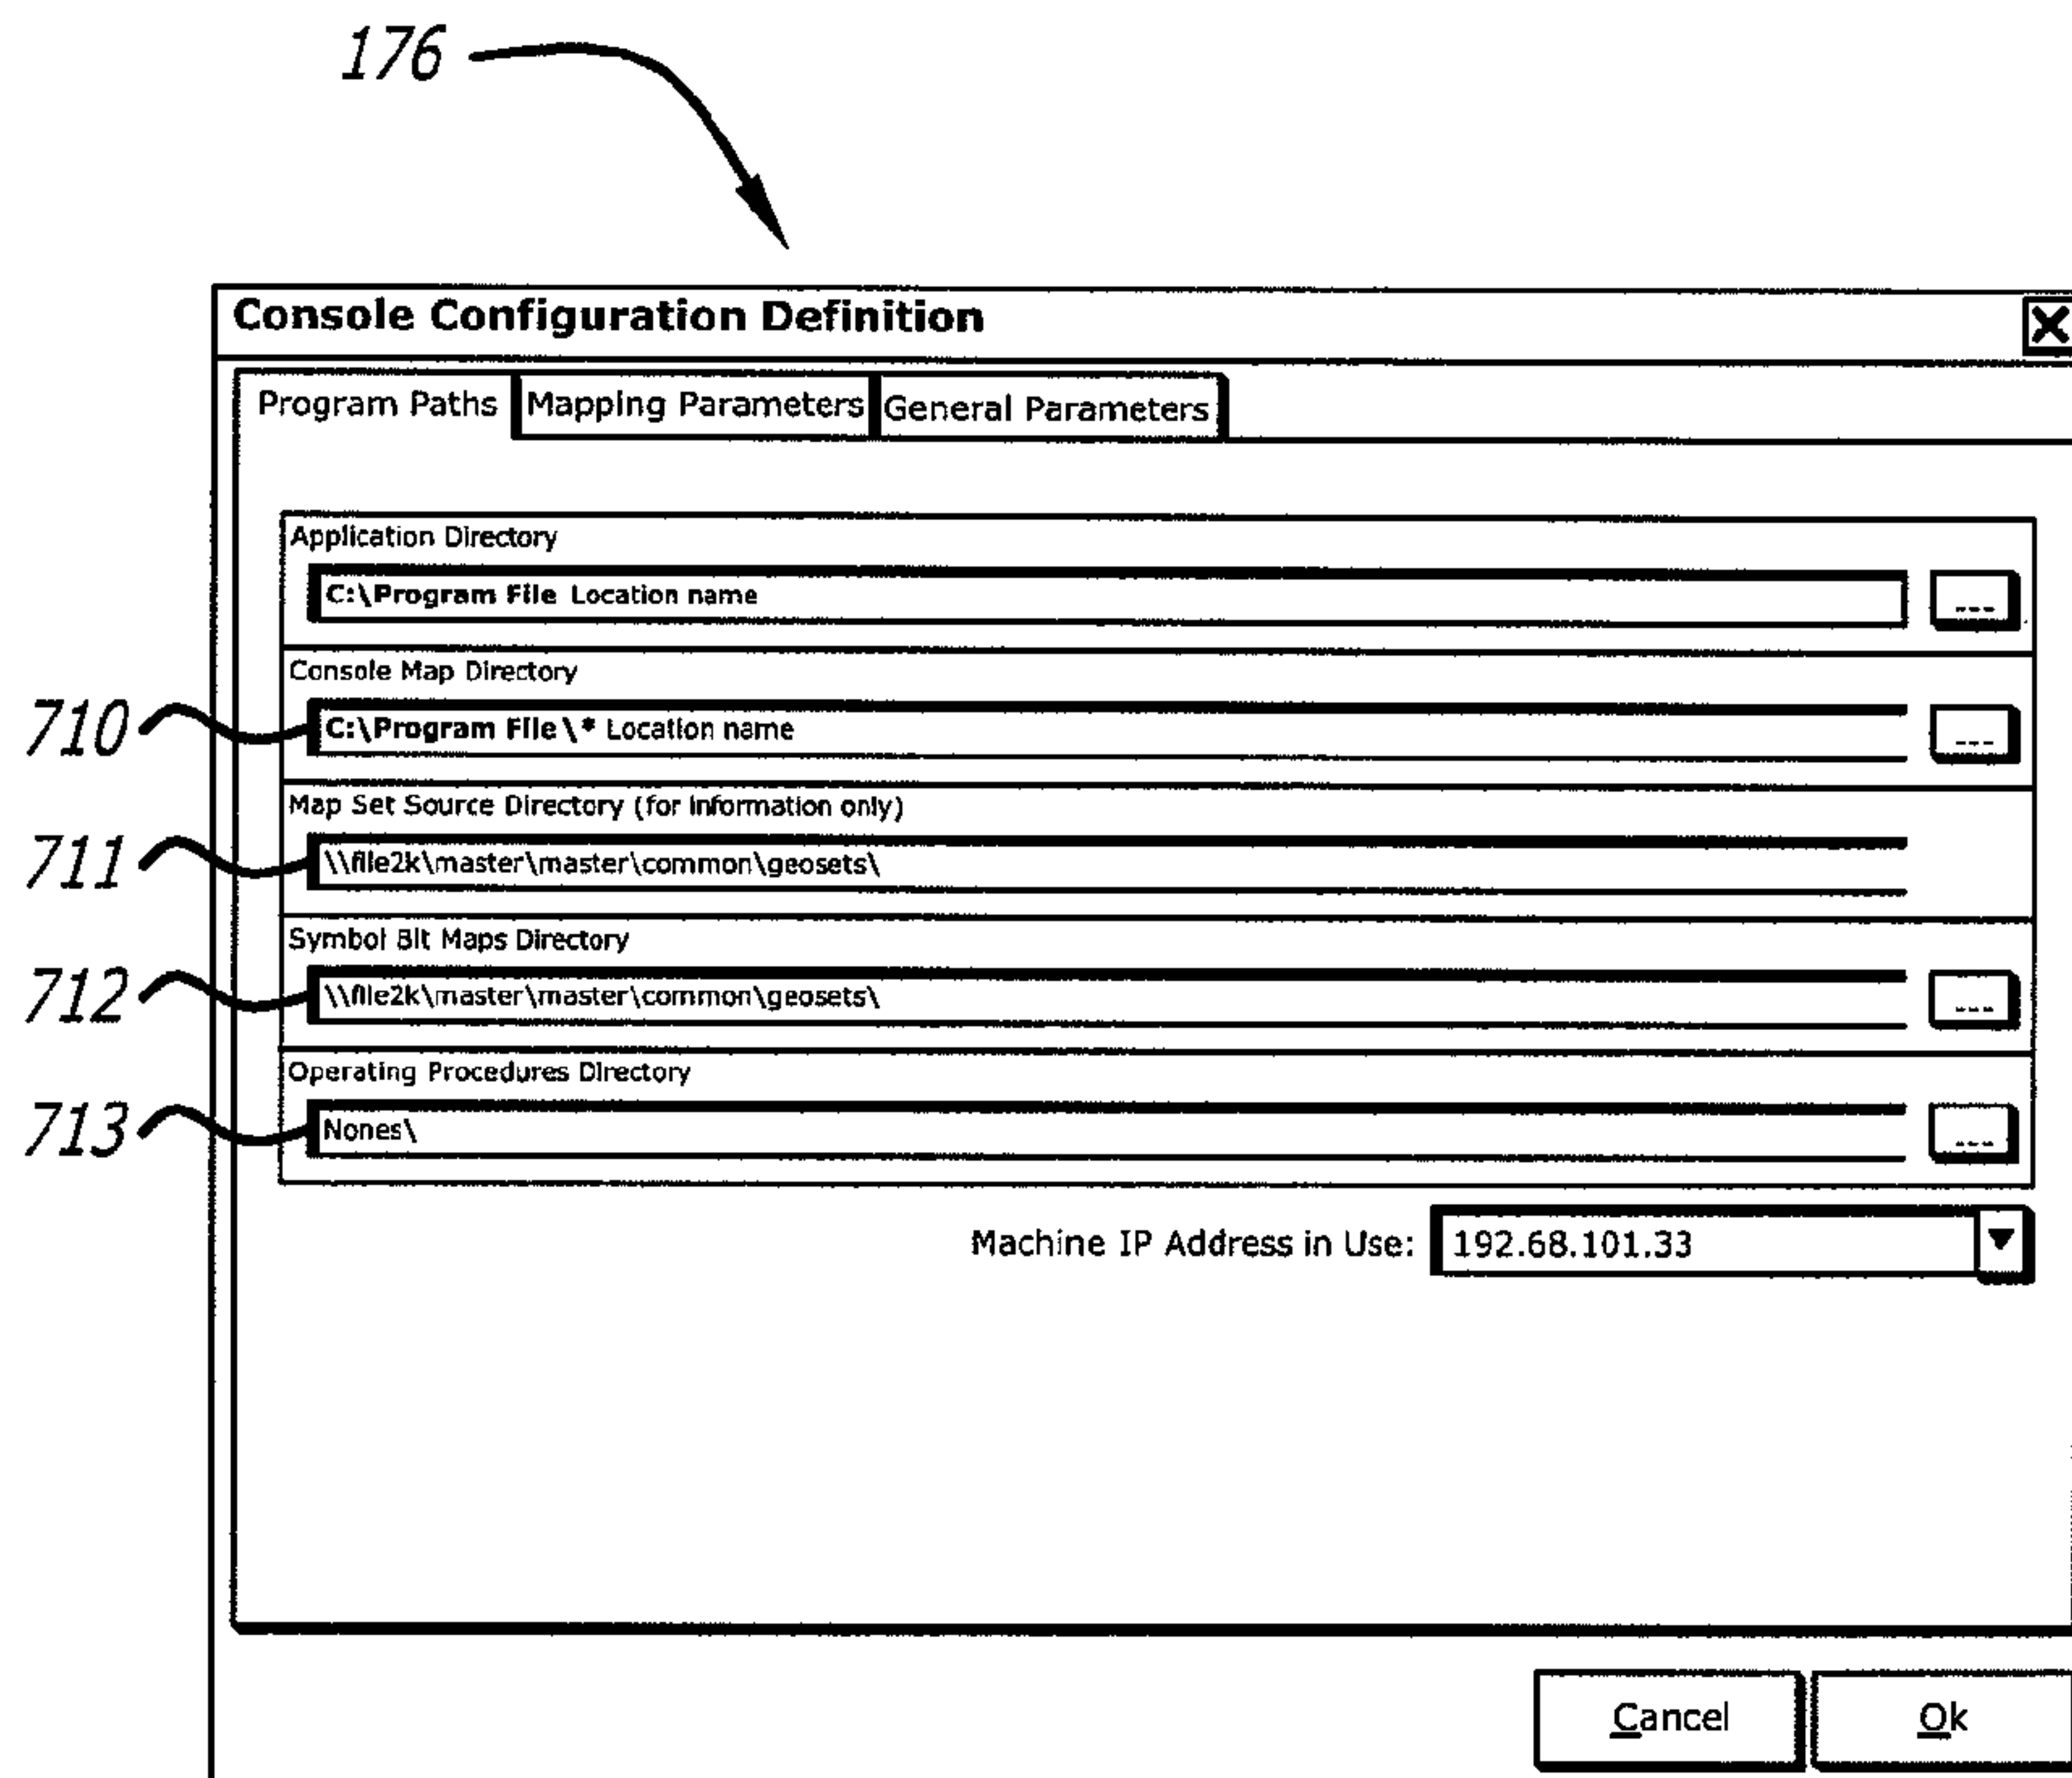 176
Console Configuration Definition
Program Paths Mapping Parameters General Parameters
Application Directory
C:\Program File Location name
...
Console Map Directory
710
C:\Program File\* Location name
...
Map Set Source Directory (for information only)
711
\\file2k\master\master\common\geosets\
Symbol Bit Maps Directory
712
\\file2k\master\master\common\geosets\
...
Operating Procedures Directory
713
Nones\
...
Machine IP Address in Use: 192.68.101.33
Cancel Ok